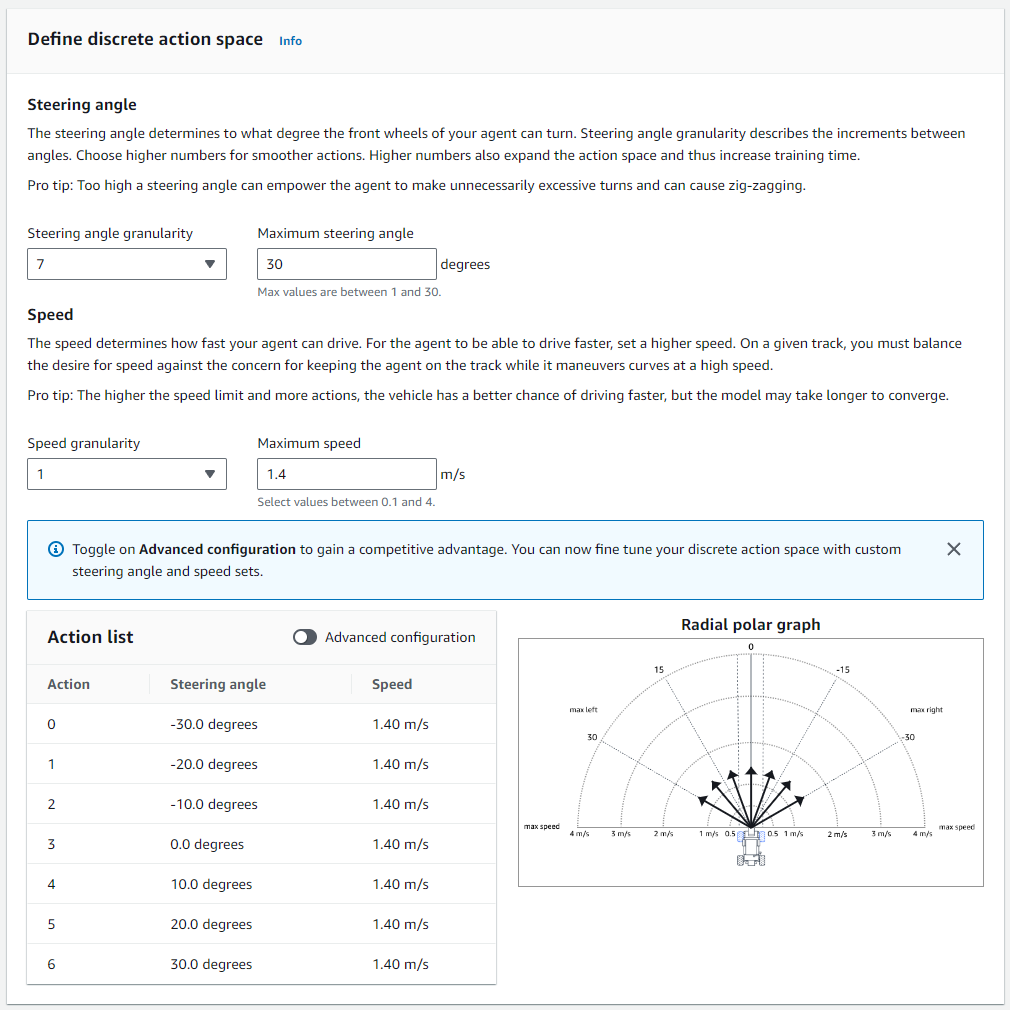 Define discrete action space Info
Steering angle
The steering angle determines to what degree the front wheels of your agent can turn. Steering angle granularity describes the increments between
angles. Choose higher numbers for smoother actions. Higher numbers also expand the action space and thus increase training time.
Pro tip: Too high a steering angle can empower the agent to make unnecessarily excessive turns and can cause zig-zagging.
Steering angle granularity Maximum steering angle
7 30 degrees
Max values are between 1 and 30.
Speed
The speed determines how fast your agent can drive. For the agent to be able to drive faster, set a higher speed. On a given track, you must balance
the desire for speed against the concern for keeping the agent on the track while it maneuvers curves at a high speed.
Pro tip: The higher the speed limit and more actions, the vehicle has a better chance of driving faster, but the model may take longer to converge.
Speed granularity Maximum speed
1 1.4 m/s
Select values between 0.1 and 4.
Toggle on Advanced configuration to gain a competitive advantage. You can now fine tune your discrete action space with custom
steering angle and speed sets.
Action list Advanced configuration
Action Steering angle Speed
0 -30.0 degrees 1.40 m/s
1 -20.0 degrees 1.40 m/s
2 -10.0 degrees 1.40 m/s
3 0.0 degrees 1.40 m/s
4 10.0 degrees 1.40 m/s
5 20.0 degrees 1.40 m/s
6 30.0 degrees 1.40 m/s
Radial polar graph
0
15 -15
max left max right
30 -30
max speed 4 m/s 3 m/s 2 m/s 1 m/s 0.5 0.5 1 m/s 2 m/s 3 m/s 4 m/s max speed